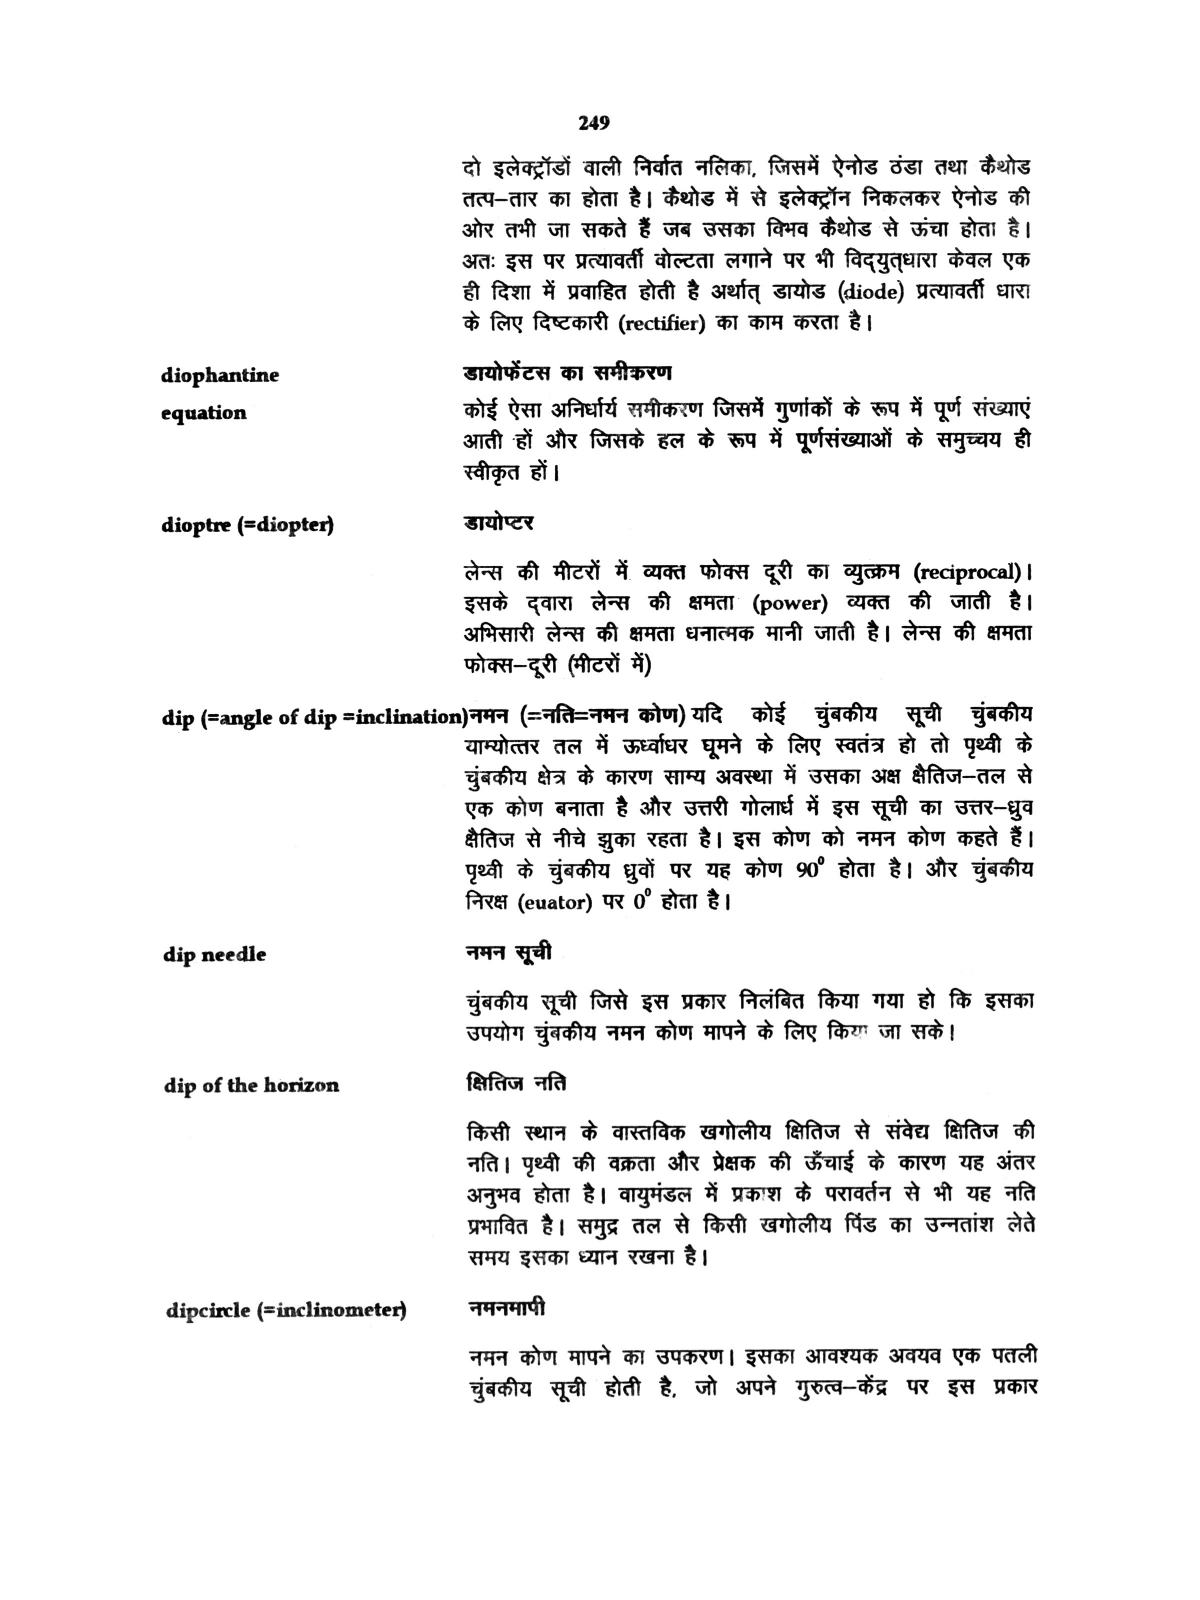 249
दो इलेक्ट्रॉडों वाली निर्वात नलिका, जिसमें ऐनोड ठंडा तथा कैथोड
तत्प–तार का होता है। कैथोड में से इलेक्ट्रॉन निकलकर ऐनोड की
ओर तभी जा सकते हैं जब उसका विभव कैथोड से ऊंचा होता है।
अतः इस पर प्रत्यावर्ती वोल्टता लगाने पर भी विद्युत्धारा केवल एक
ही दिशा में प्रवाहित होती है अर्थात् डायोड (diode) प्रत्यावर्ती धारा
के लिए दिष्टकारी (rectifier) का काम करता है।
diophantine डायोफेंटस का समीकरण
equation कोई ऐसा अनिर्धार्य समीकरण जिसमें गुणांकों के रूप में पूर्ण संख्याएं
आती हों और जिसके हल के रूप में पूर्णसंख्याओं के समुच्चय ही
स्वीकृत हों।
dioptre (=diopter) डायोप्टर
लेन्स की मीटरों में व्यक्त फोक्स दूरी का व्युत्क्रम (reciprocal)।
इसके द्वारा लेन्स की क्षमता (power) व्यक्त की जाती है।
अभिसारी लेन्स की क्षमता धनात्मक मानी जाती है। लेन्स की क्षमता
फोक्स–दूरी (मीटरों में)
dip (=angle of dip =inclination)नमन (=नति=नमन कोण) यदि कोई चुंबकीय सूची चुंबकीय
याम्योत्तर तल में ऊर्ध्वाधर घूमने के लिए स्वतंत्र हो तो पृथ्वी के
चुंबकीय क्षेत्र के कारण साम्य अवस्था में उसका अक्ष क्षैतिज–तल से
एक कोण बनाता है और उत्तरी गोलार्ध में इस सूची का उत्तर–ध्रुव
क्षैतिज से नीचे झुका रहता है। इस कोण को नमन कोण कहते हैं।
पृथ्वी के चुंबकीय ध्रुवों पर यह कोण 90⁰ होता है। और चुंबकीय
निरक्ष (euator) पर 0⁰ होता है।
dip needle नमन सूची
चुंबकीय सूची जिसे इस प्रकार निलंबित किया गया हो कि इसका
उपयोग चुंबकीय नमन कोण मापने के लिए किया जा सके।
dip of the horizon क्षितिज नति
किसी स्थान के वास्तविक खगोलीय क्षितिज से संवेद्य क्षितिज की
नति। पृथ्वी की वक्रता और प्रेक्षक की ऊँचाई के कारण यह अंतर
अनुभव होता है। वायुमंडल में प्रकाश के परावर्तन से भी यह नति
प्रभावित है। समुद्र तल से किसी खगोलीय पिंड का उन्नतांश लेते
समय इसका ध्यान रखना है।
dipcircle (=inclinometer) नमनमापी
नमन कोण मापने का उपकरण। इसका आवश्यक अवयव एक पतली
चुंबकीय सूची होती है, जो अपने गुरुत्व–केंद्र पर इस प्रकार